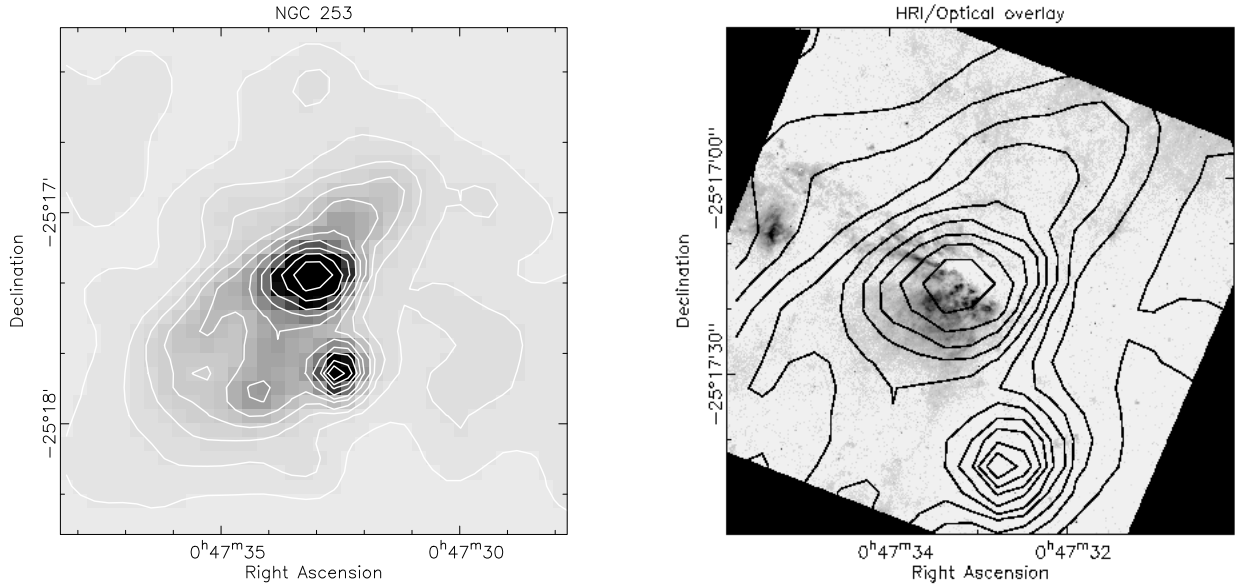 NGC 253
Declination
−25°17'
−25°18'
0ʰ47ᵐ35
0ʰ47ᵐ30
Right Ascension
HRI/Optical overlay
Declination
−25°17'00''
−25°17'30''
0ʰ47ᵐ34
0ʰ47ᵐ32
Right Ascension